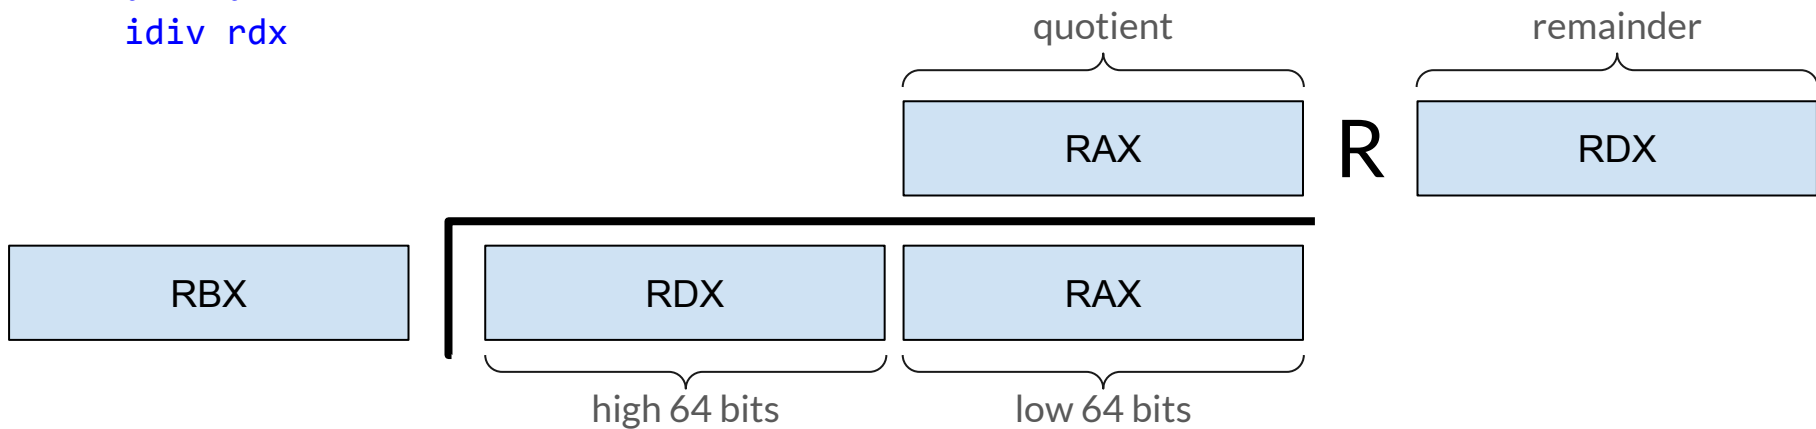 idiv rdx
quotient remainder
RAX R RDX
RBX RDX RAX
high 64 bits low 64 bits